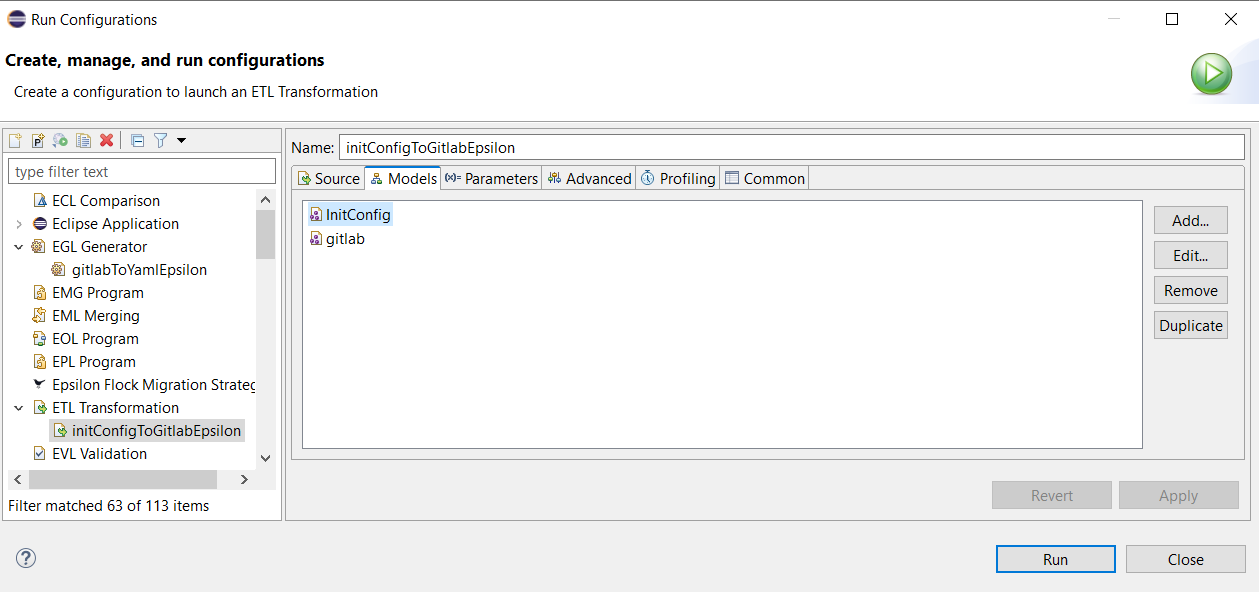 Run Configurations
Create, manage, and run configurations
Create a configuration to launch an ETL Transformation
P
type filter text
ECL Comparison
Eclipse Application
EGL Generator
gitlabToYamlEpsilon
EMG Program
EML Merging
EOL Program
EPL Program
Epsilon Flock Migration Strateg
ETL Transformation
initConfigToGitlabEpsilon
EVL Validation
Filter matched 63 of 113 items
Name: initConfigToGitlabEpsilon
Source Models (x)= Parameters Advanced Profiling Common
InitConfig
gitlab
Add...
Edit...
Remove
Duplicate
Revert Apply
? Run Close